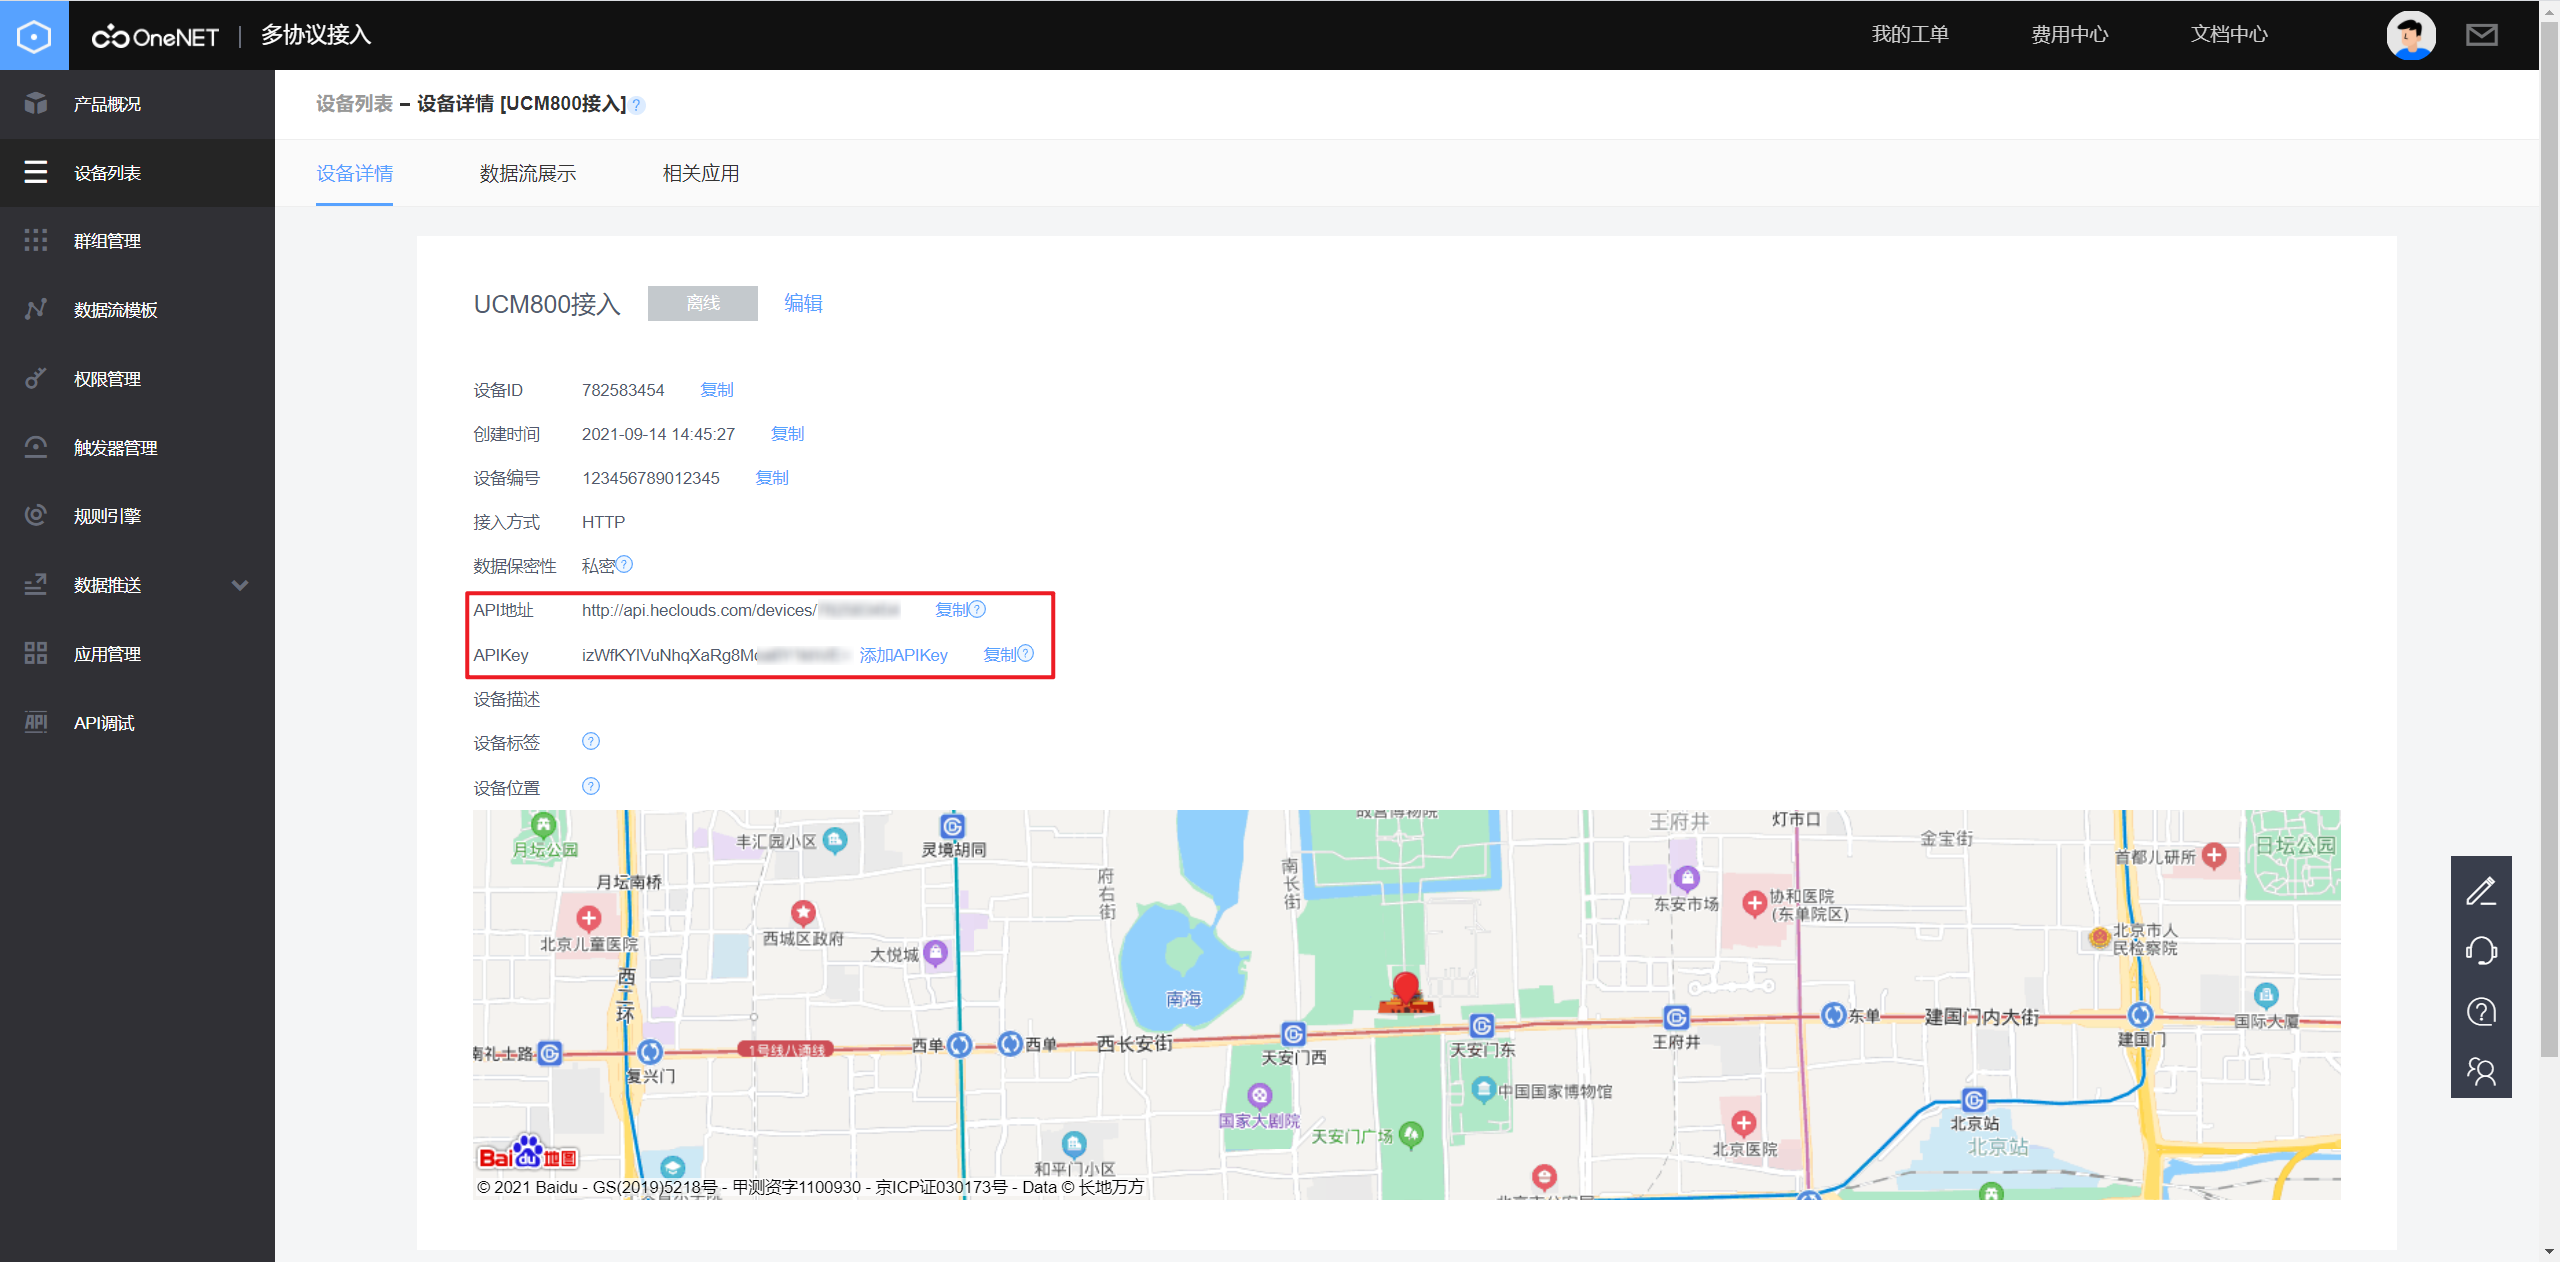 OneNET | 多协议接入
我的工单
费用中心
文档中心
产品概况
设备列表
群组管理
数据流模板
权限管理
触发器管理
规则引擎
数据推送
应用管理
API调试
设备列表 – 设备详情 [UCM800接入]?
设备详情
数据流展示
相关应用
UCM800接入 离线 编辑
设备ID 782583454 复制
创建时间 2021-09-14 14:45:27 复制
设备编号 123456789012345 复制
接入方式 HTTP
数据保密性 私密?
API地址 http://api.heclouds.com/devices/ 复制?
APIKey 添加APIKey 复制?
设备描述
设备标签 ?
设备位置 ?
故宫博物院
王府井
灯市口
金宝街
日坛公园
月坛公园
丰汇园小区
灵境胡同
首都儿研所
月坛南桥
府右街
南长街
东安市场
协和医院
(东单院区)
北京儿童医院
西城区政府
大悦城
北京市人
民检察院
西二环
南海
国际大厦
南礼士路
复兴门
1号线八通线
西单
西单
西长安街
天安门西
天安门东
王府井
东单
建国门内大街
建国门
中国国家博物馆
国家大剧院
天安门广场
北京站
北京站
北京医院
和平门小区
Baidu地图
© 2021 Baidu - GS(2019)5218号 - 甲测资字1100930 - 京ICP证030173号 - Data © 长地万方